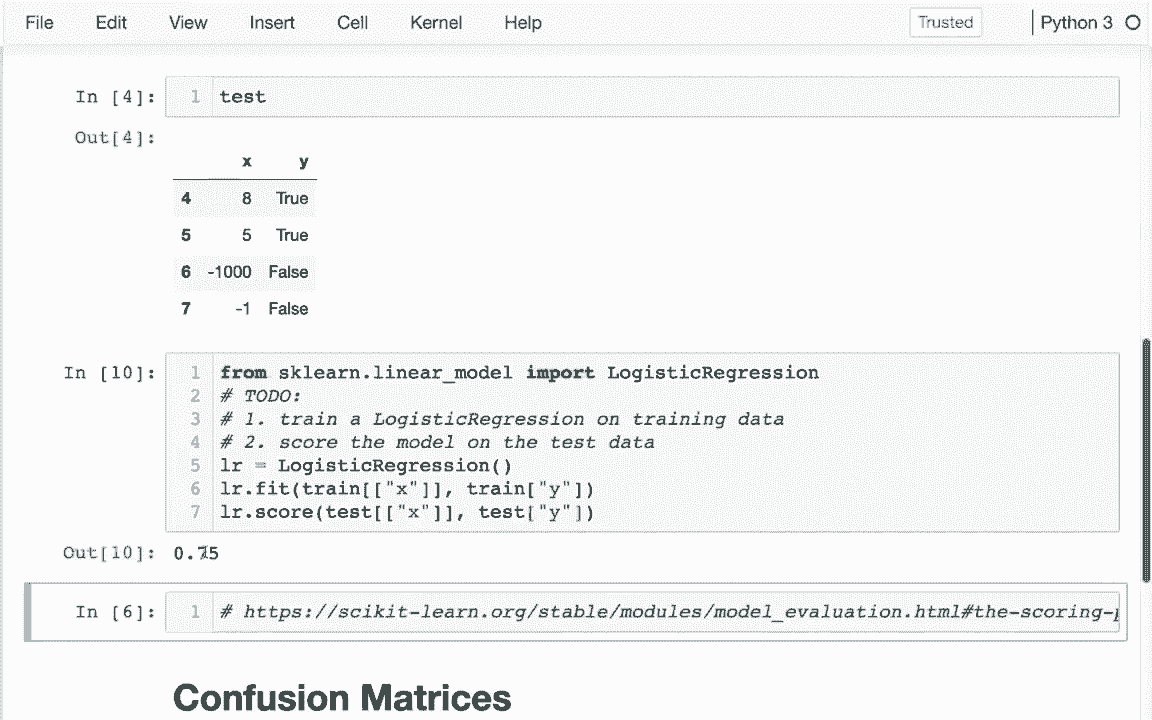 File Edit View Insert Cell Kernel Help Trusted Python 3
In [4]: 1 test
Out[4]:
x y
4 8 True
5 5 True
6 -1000 False
7 -1 False
In [10]: 1 from sklearn.linear_model import LogisticRegression
2 # TODO:
3 # 1. train a LogisticRegression on training data
4 # 2. score the model on the test data
5 lr = LogisticRegression()
6 lr.fit(train[["x"]], train["y"])
7 lr.score(test[["x"]], test["y"])
Out[10]: 0.75
In [6]: 1 # https://scikit-learn.org/stable/modules/model_evaluation.html#the-scoring-
Confusion Matrices